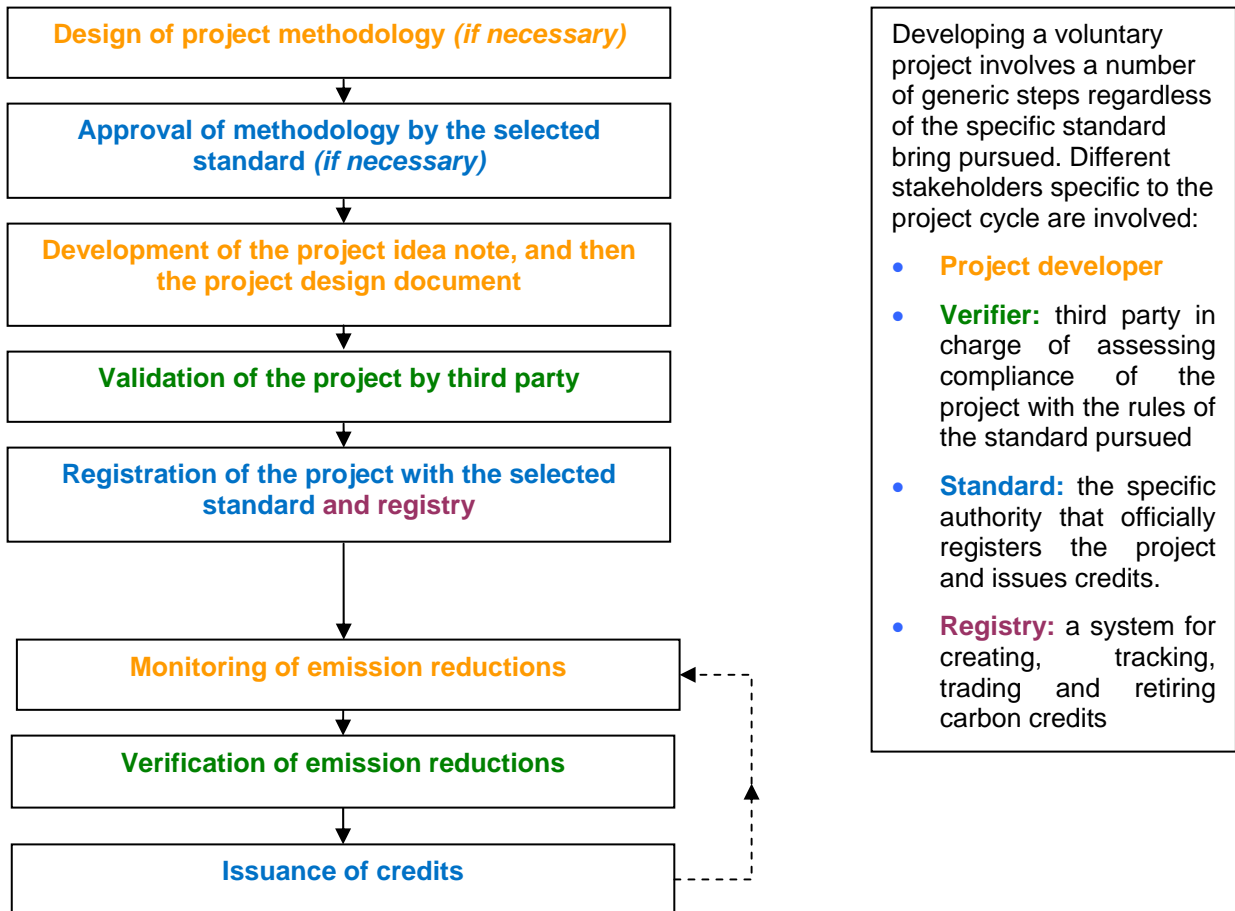 Design of project methodology (if necessary)
Approval of methodology by the selected
standard (if necessary)
Development of the project idea note, and then
the project design document
Validation of the project by third party
Registration of the project with the selected
standard and registry
Monitoring of emission reductions
Verification of emission reductions
Issuance of credits
Developing a voluntary
project involves a number
of generic steps regardless
of the specific standard
bring pursued. Different
stakeholders specific to the
project cycle are involved:
• Project developer
• Verifier: third party in
charge of assessing
compliance of the
project with the rules of
the standard pursued
• Standard: the specific
authority that officially
registers the project
and issues credits.
• Registry: a system for
creating, tracking,
trading and retiring
carbon credits